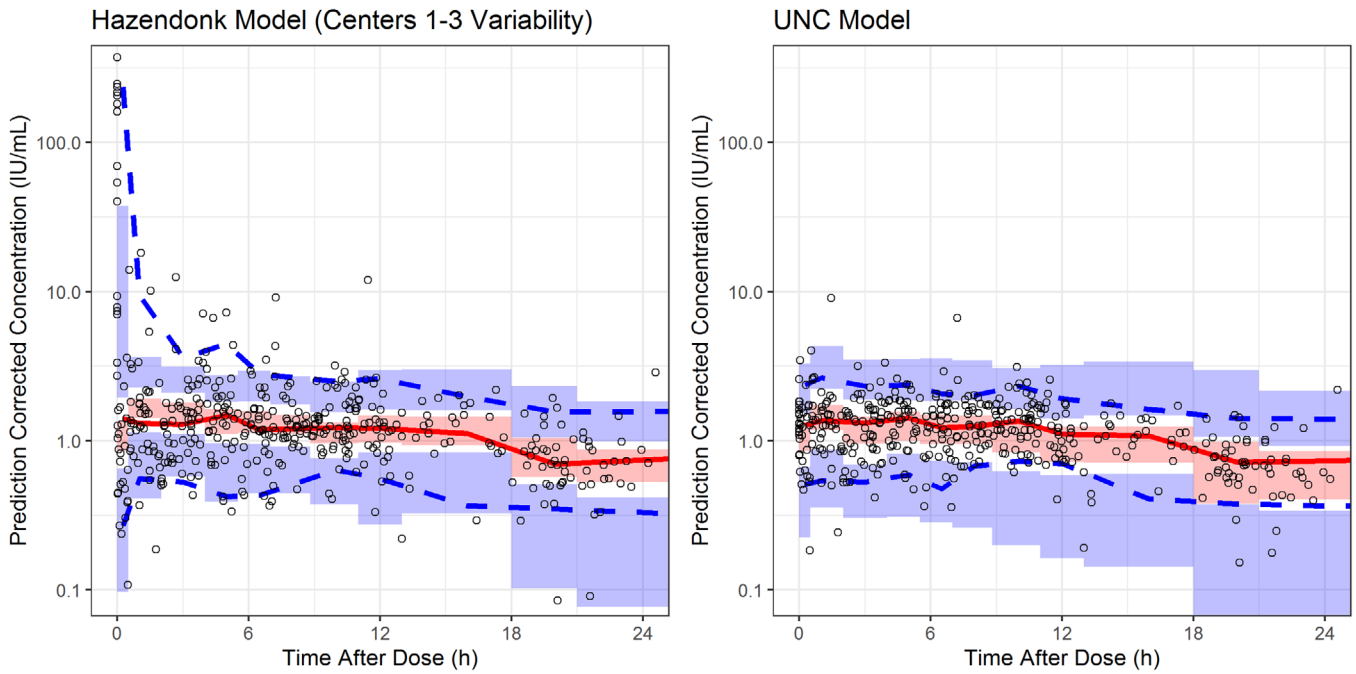 Hazendonk Model (Centers 1-3 Variability)
Prediction Corrected Concentration (IU/mL)
100.0
10.0
1.0
0.1
0 6 12 18 24
Time After Dose (h)
UNC Model
Prediction Corrected Concentration (IU/mL)
100.0
10.0
1.0
0.1
0 6 12 18 24
Time After Dose (h)